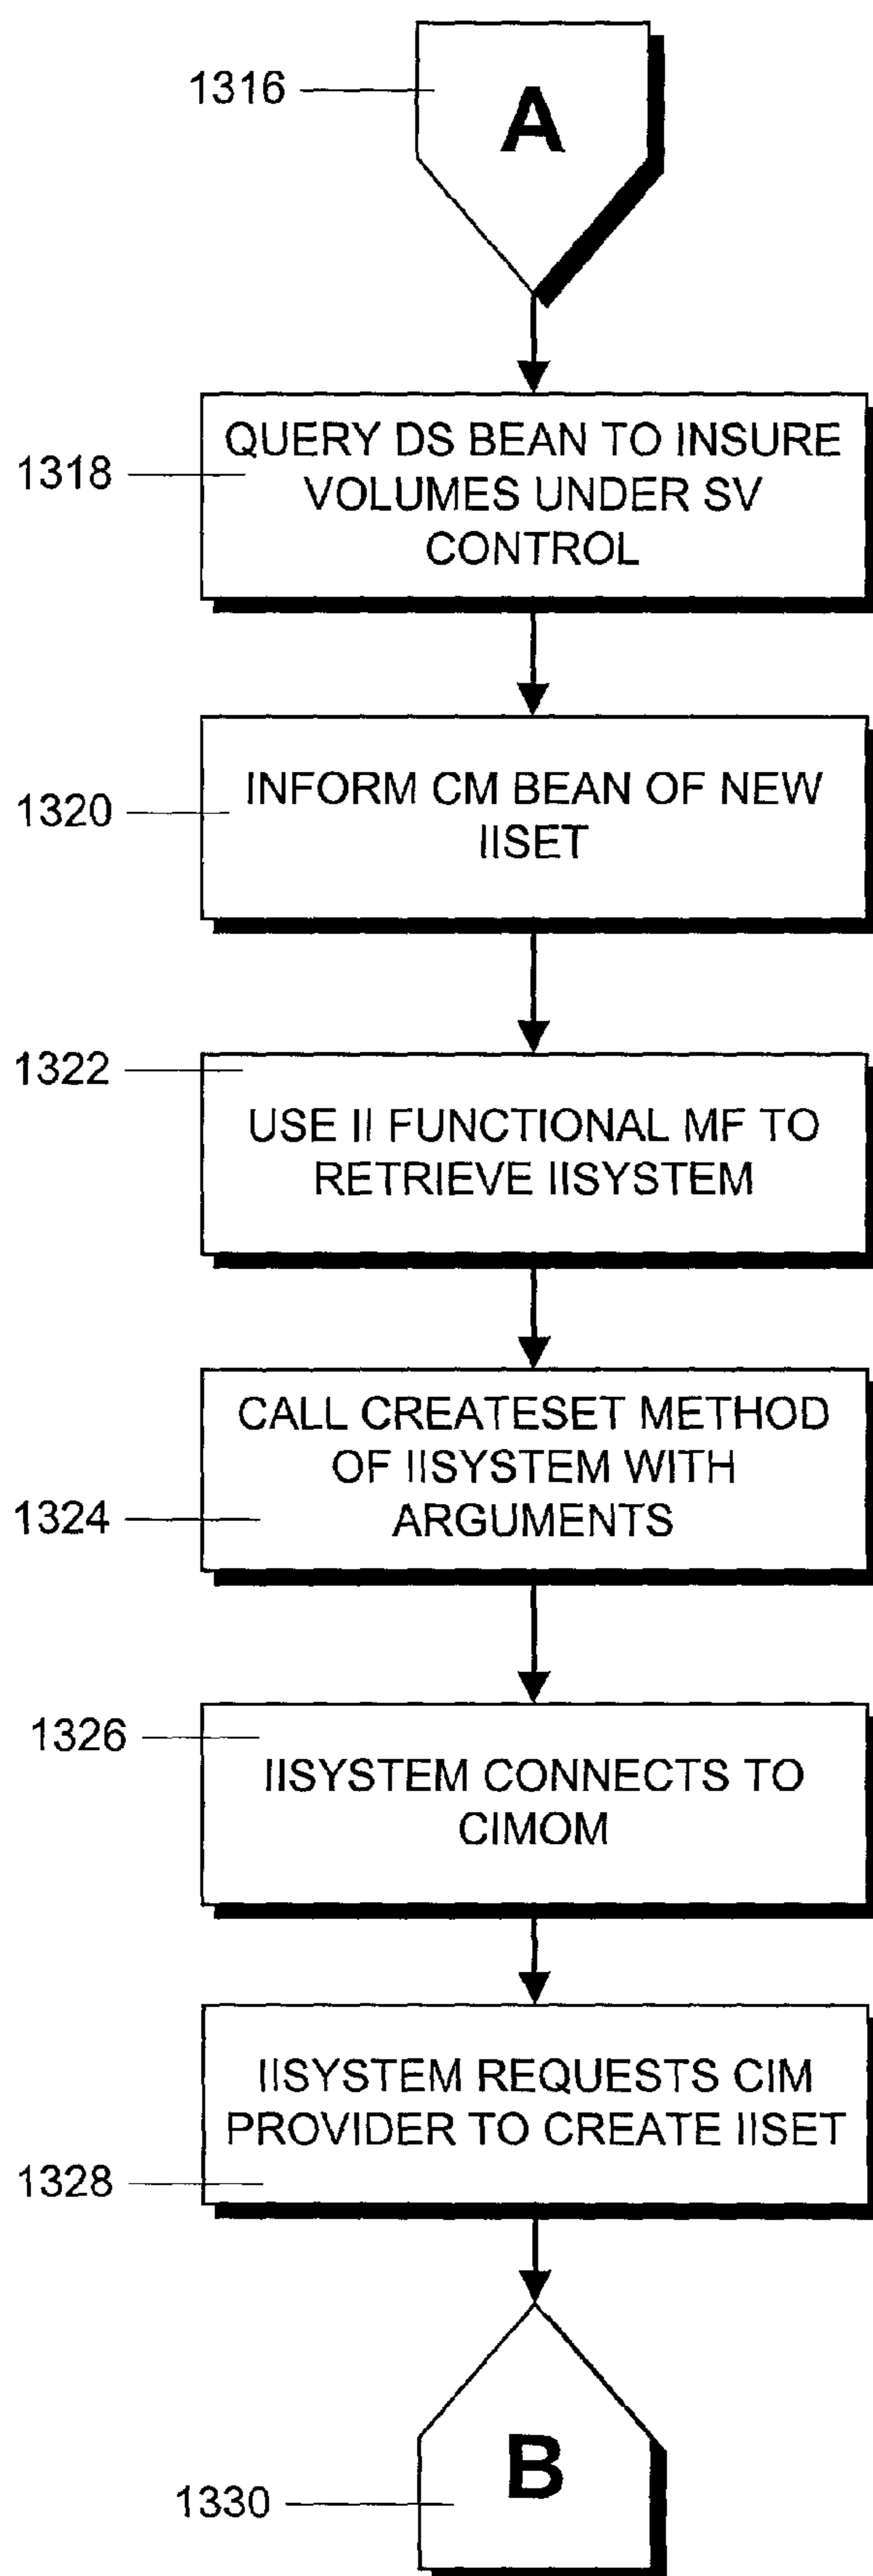 1316
A
1318
QUERY DS BEAN TO INSURE
VOLUMES UNDER SV
CONTROL
1320
INFORM CM BEAN OF NEW
IISET
1322
USE II FUNCTIONAL MF TO
RETRIEVE IISYSTEM
CALL CREATESET METHOD
OF IISYSTEM WITH
ARGUMENTS
1324
1326
IISYSTEM CONNECTS TO
CIMOM
IISYSTEM REQUESTS CIM
PROVIDER TO CREATE IISET
1328
B
1330